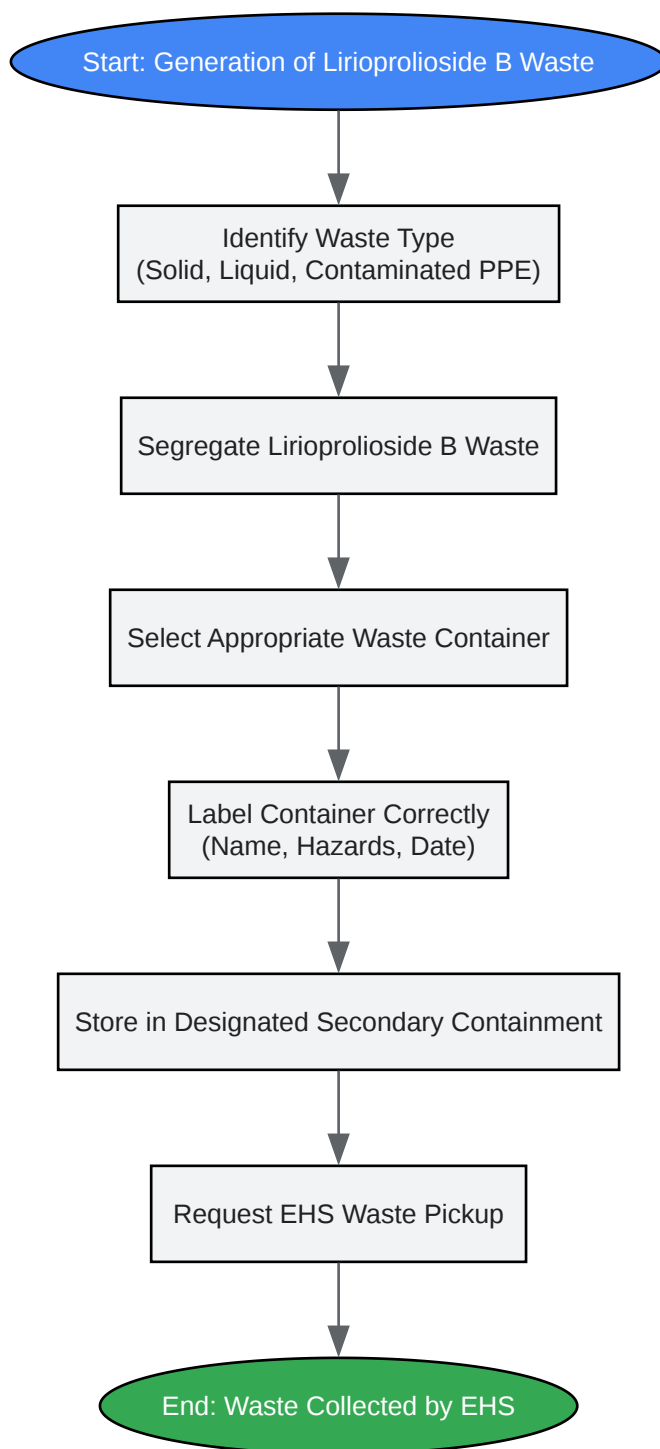 Start: Generation of Lirioprolioside B Waste
Identify Waste Type
(Solid, Liquid, Contaminated PPE)
Segregate Lirioprolioside B Waste
Select Appropriate Waste Container
Label Container Correctly
(Name, Hazards, Date)
Store in Designated Secondary Containment
Request EHS Waste Pickup
End: Waste Collected by EHS